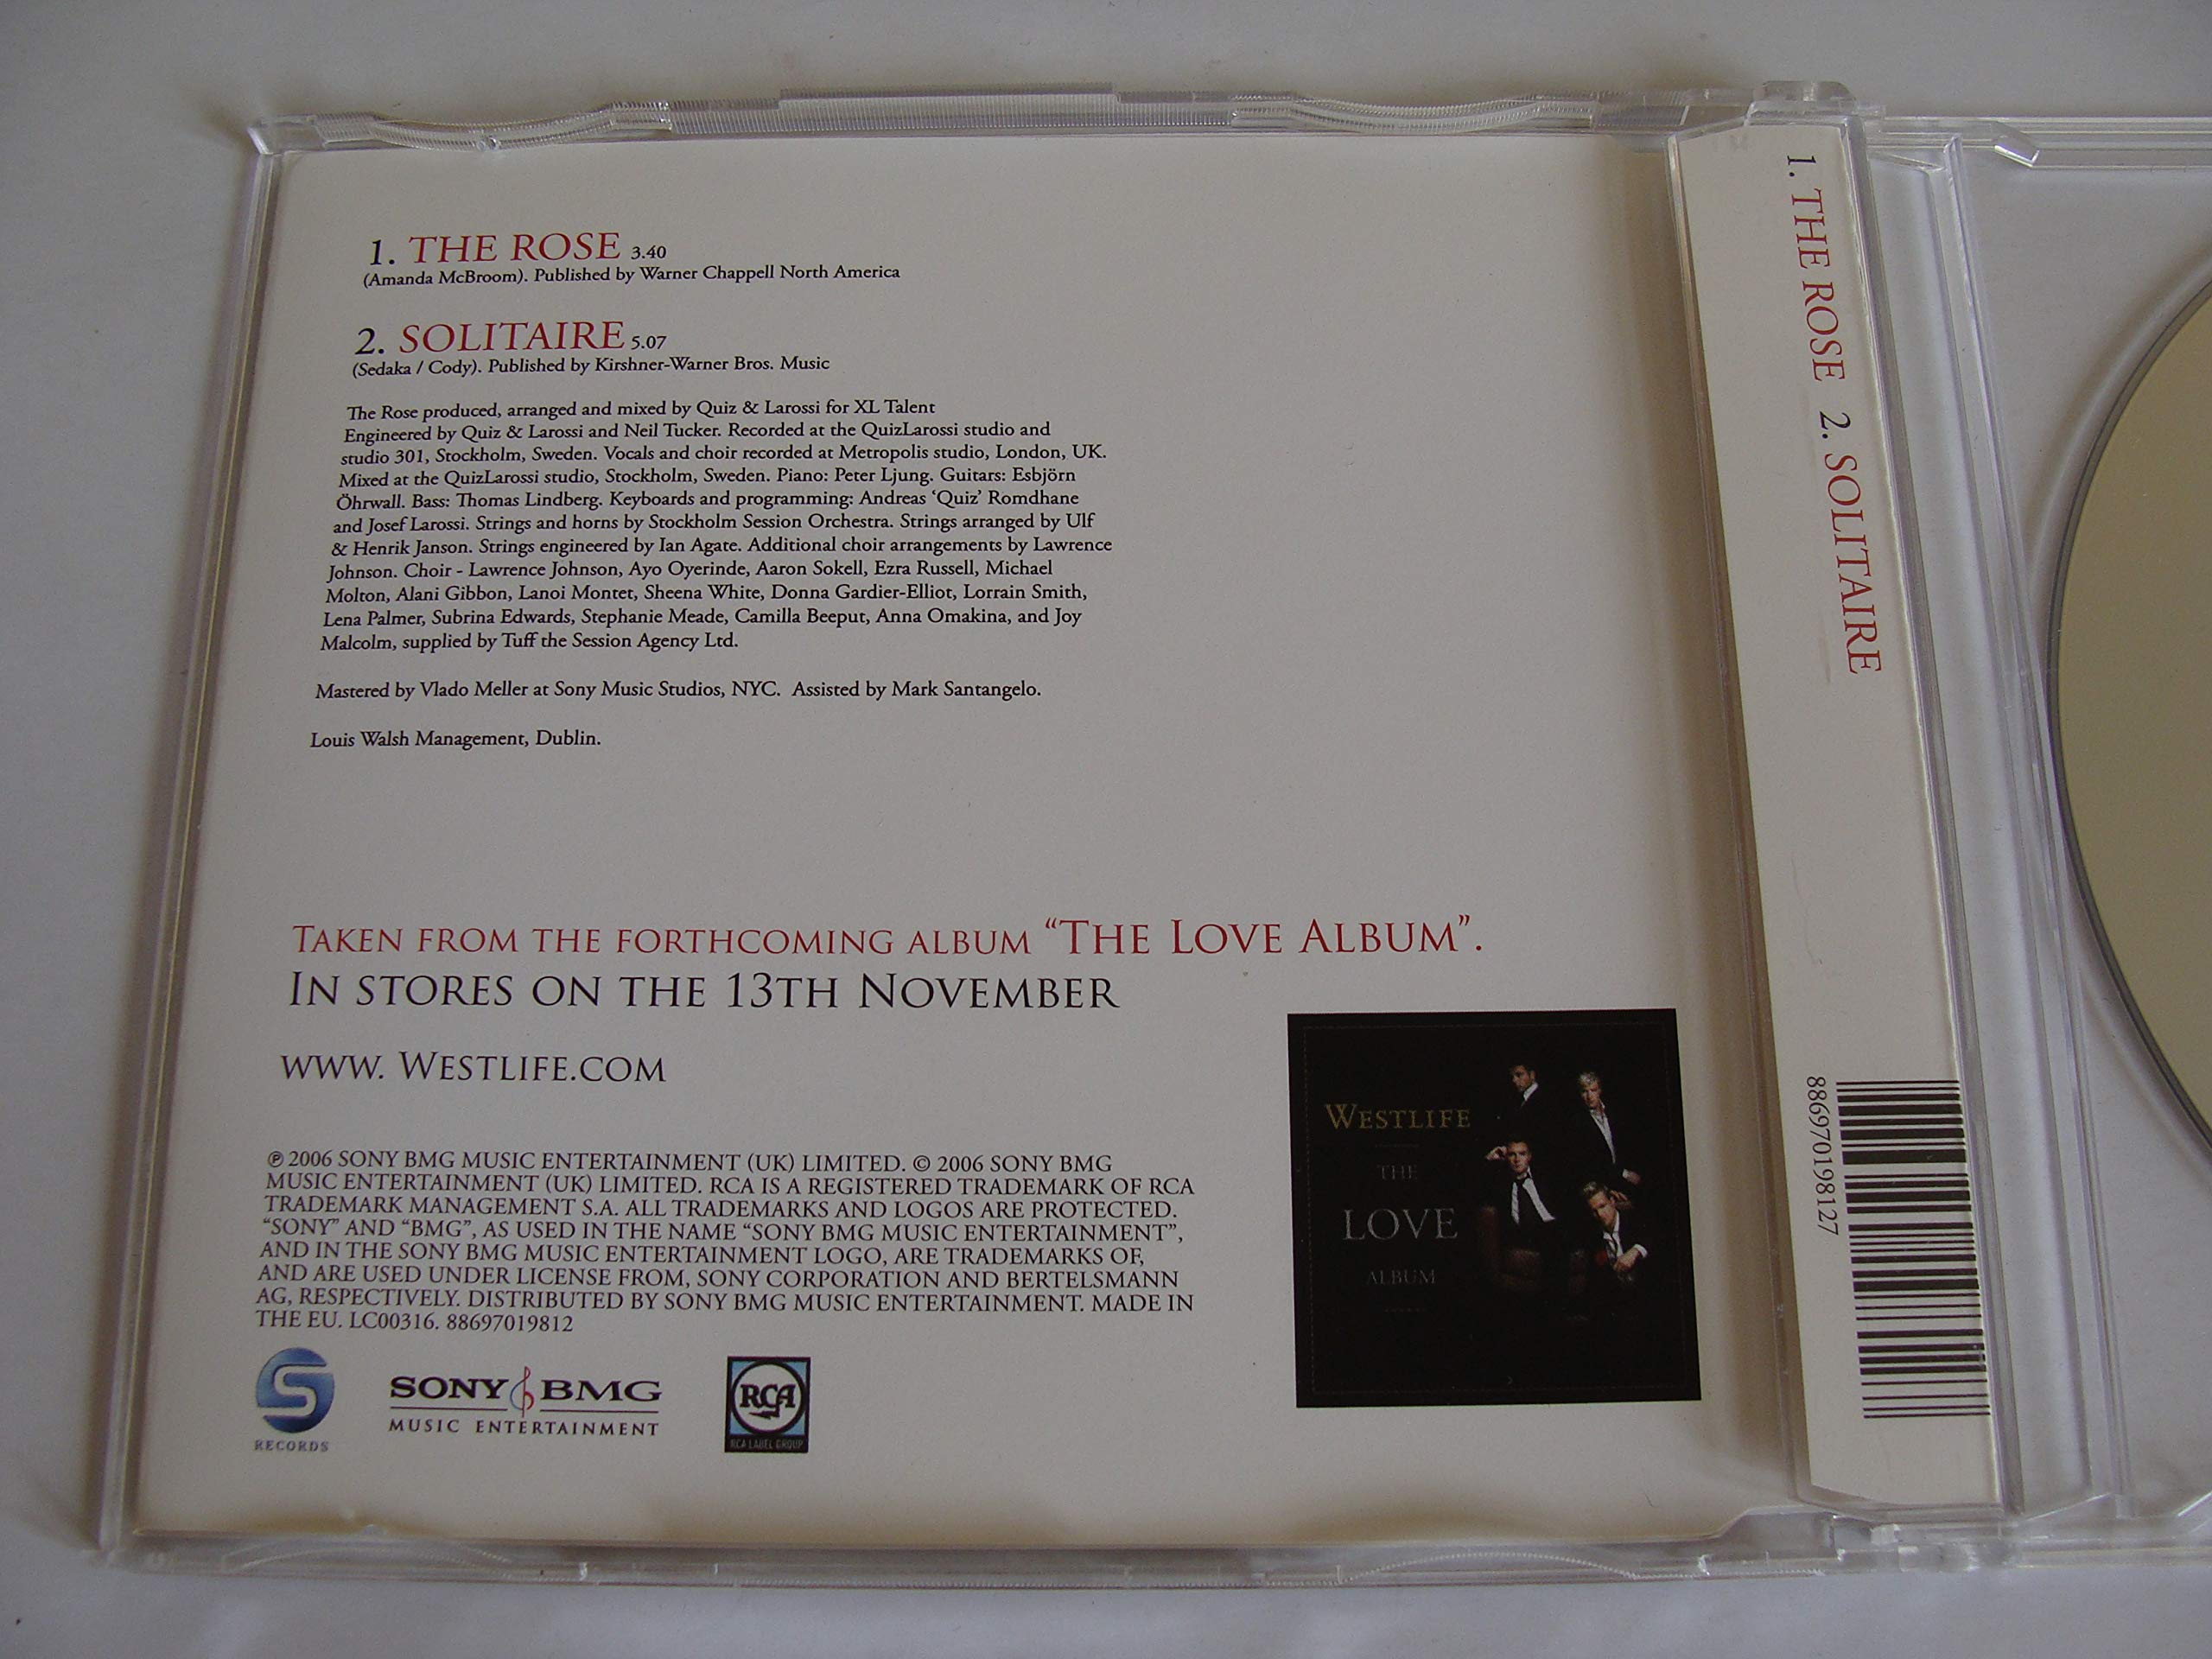 1. THE ROSE 3.40
(Amanda McBroom). Published by Warner Chappell North America
2. SOLITAIRE 5.07
(Sedaka / Cody). Published by Kirshner-Warner Bros. Music
The Rose produced, arranged and mixed by Quiz & Larossi for XL Talent
Engineered by Quiz & Larossi and Neil Tucker. Recorded at the QuizLarossi studio and
studio 301, Stockholm, Sweden. Vocals and choir recorded at Metropolis studio, London, UK.
Mixed at the QuizLarossi studio, Stockholm, Sweden. Piano: Peter Ljung. Guitars: Esbjörn
Öhrwall. Bass: Thomas Lindberg. Keyboards and programming: Andreas ‘Quiz’ Romdhane
and Josef Larossi. Strings and horns by Stockholm Session Orchestra. Strings arranged by Ulf
& Henrik Janson. Strings engineered by Ian Agate. Additional choir arrangements by Lawrence
Johnson. Choir - Lawrence Johnson, Ayo Oyerinde, Aaron Sokell, Ezra Russell, Michael
Molton, Alani Gibbon, Lanoi Montet, Sheena White, Donna Gardier-Elliot, Lorrain Smith,
Lena Palmer, Subrina Edwards, Stephanie Meade, Camilla Beeput, Anna Omakina, and Joy
Malcolm, supplied by Tuff the Session Agency Ltd.
Mastered by Vlado Meller at Sony Music Studios, NYC. Assisted by Mark Santangelo.
Louis Walsh Management, Dublin.
TAKEN FROM THE FORTHCOMING ALBUM “THE LOVE ALBUM”.
IN STORES ON THE 13TH NOVEMBER
WWW. WESTLIFE.COM
℗ 2006 SONY BMG MUSIC ENTERTAINMENT (UK) LIMITED. © 2006 SONY BMG
MUSIC ENTERTAINMENT (UK) LIMITED. RCA IS A REGISTERED TRADEMARK OF RCA
TRADEMARK MANAGEMENT S.A. ALL TRADEMARKS AND LOGOS ARE PROTECTED.
“SONY” AND “BMG”, AS USED IN THE NAME “SONY BMG MUSIC ENTERTAINMENT”,
AND IN THE SONY BMG MUSIC ENTERTAINMENT LOGO, ARE TRADEMARKS OF,
AND ARE USED UNDER LICENSE FROM, SONY CORPORATION AND BERTELSMANN
AG, RESPECTIVELY. DISTRIBUTED BY SONY BMG MUSIC ENTERTAINMENT. MADE IN
THE EU. LC00316. 88697019812
S
RECORDS
SONY BMG
MUSIC ENTERTAINMENT
RCA
RCA LABEL GROUP
WESTLIFE
THE
LOVE
ALBUM
1. THE ROSE 2. SOLITAIRE
886970198127